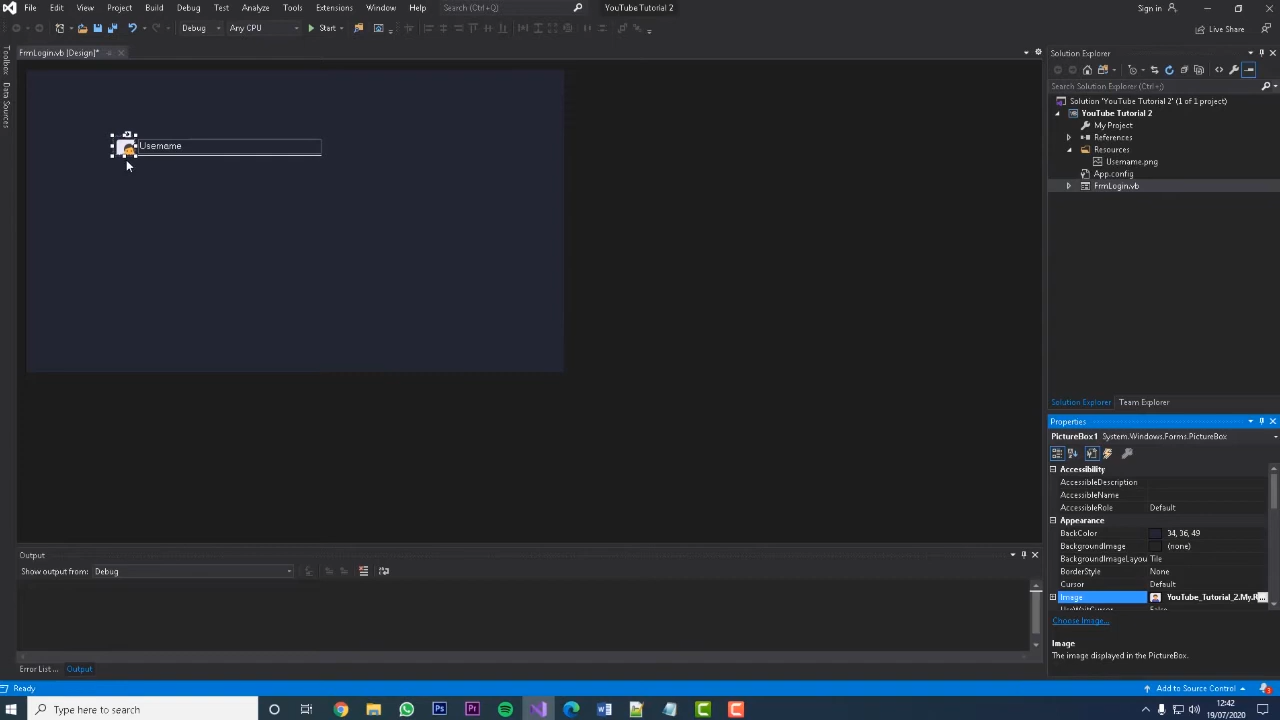 File Edit View Project Build Debug Test Analyze Tools Extensions Window Help Search (Ctrl+;) YouTube Tutorial 2 Sign in
Debug Any CPU Start Live Share
FrmLogin.vb [Design]*
Toolbox
Data Sources
Username
Solution Explorer
Search Solution Explorer (Ctrl+;)
Solution 'YouTube Tutorial 2' (1 of 1 project)
YouTube Tutorial 2
My Project
References
Resources
Username.png
App.config
FrmLogin.vb
Solution Explorer Team Explorer
Properties
PictureBox1 System.Windows.Forms.PictureBox
Accessibility
AccessibleDescription
AccessibleName
AccessibleRole Default
Appearance
BackColor 34, 36, 49
BackgroundImage (none)
BackgroundImageLayou Tile
BorderStyle None
Cursor Default
Image YouTube_Tutorial_2.My.R ...
UseWaitCursor False
Choose Image...
Image
The image displayed in the PictureBox.
Output
Show output from: Debug
Error List ... Output
Ready Add to Source Control
Type here to search 12:42
19/07/2020